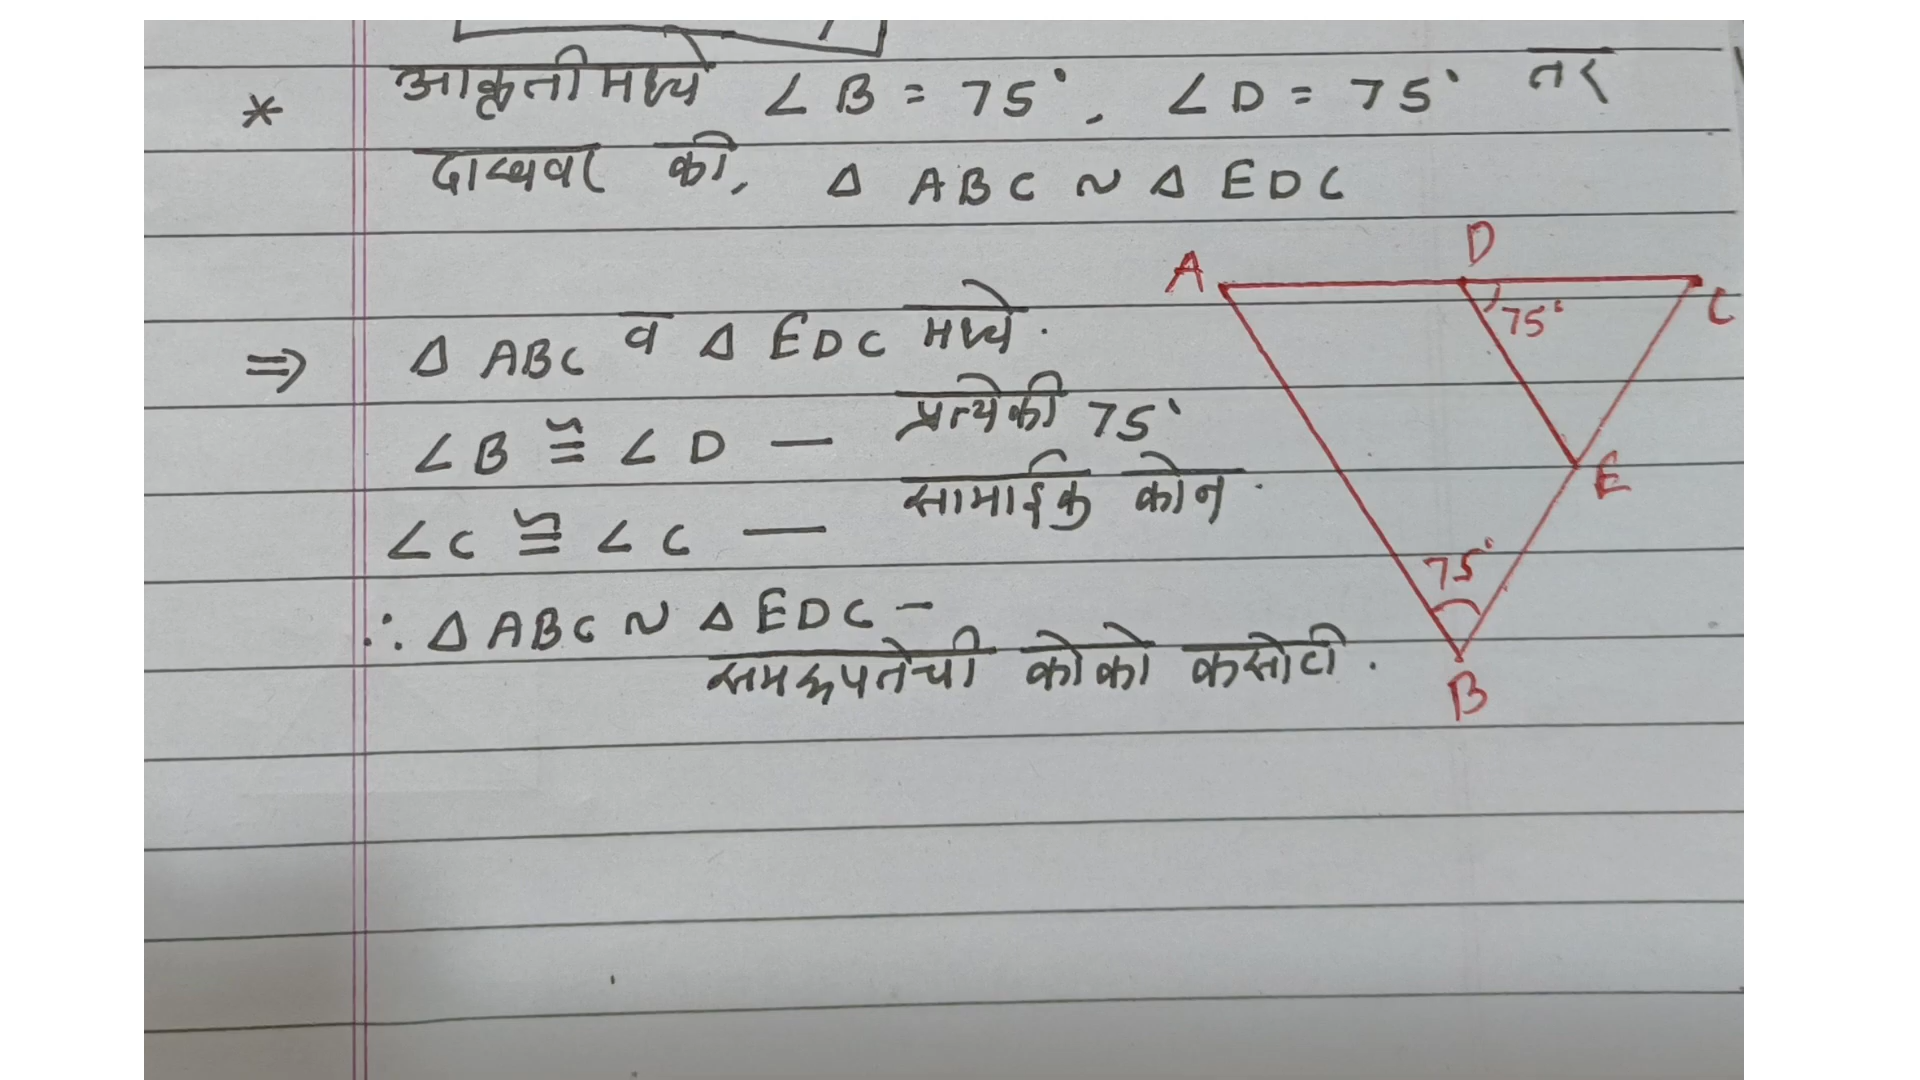 * आकृतीमध्ये ∠B = 75°, ∠D = 75° तर
दाखवा की, Δ ABC ~ Δ EDC
⇒ Δ ABC व Δ EDC मध्ये.
∠B ≅ ∠D — प्रत्येकी 75°
∠C ≅ ∠C — सामाईक कोन.
∴ Δ ABC ~ Δ EDC –
समरूपतेची कोको कसोटी.
A
D
C
75°
E
75°
B